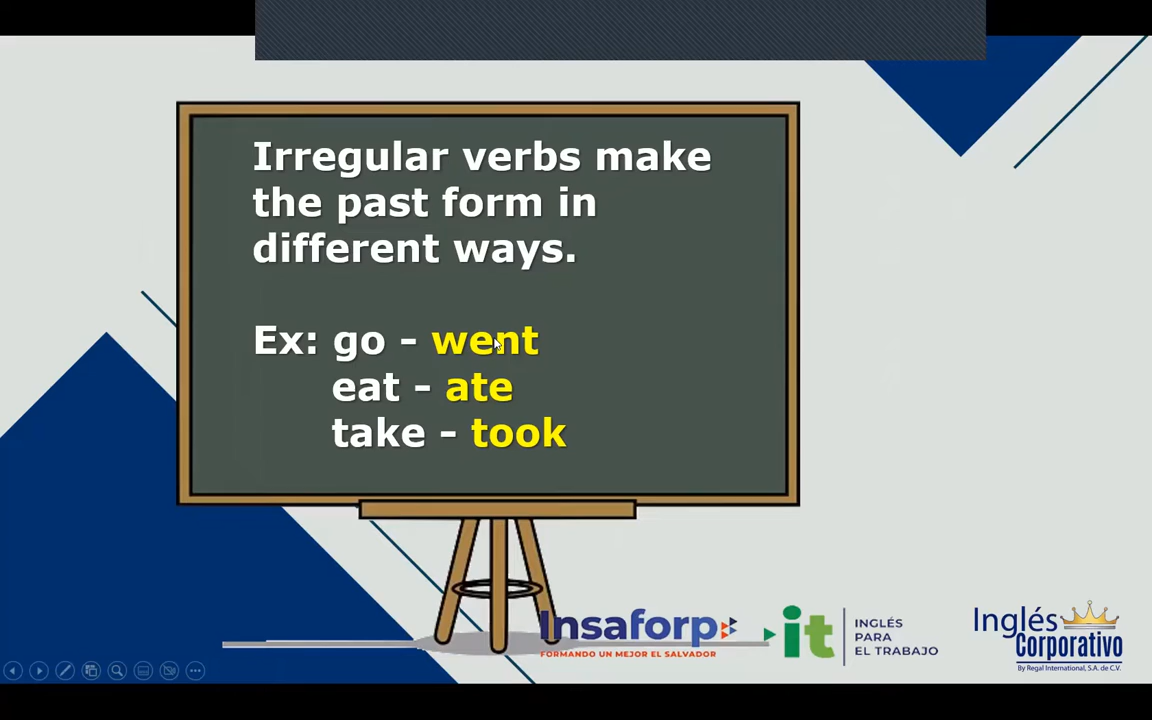 Irregular verbs make
the past form in
different ways.
Ex: go - went
eat - ate
take - took
Insaforp
FORMANDO UN MEJOR EL SALVADOR
it
INGLÉS
PARA
EL TRABAJO
Inglés
Corporativo
By Regal International, S.A. de C.V.